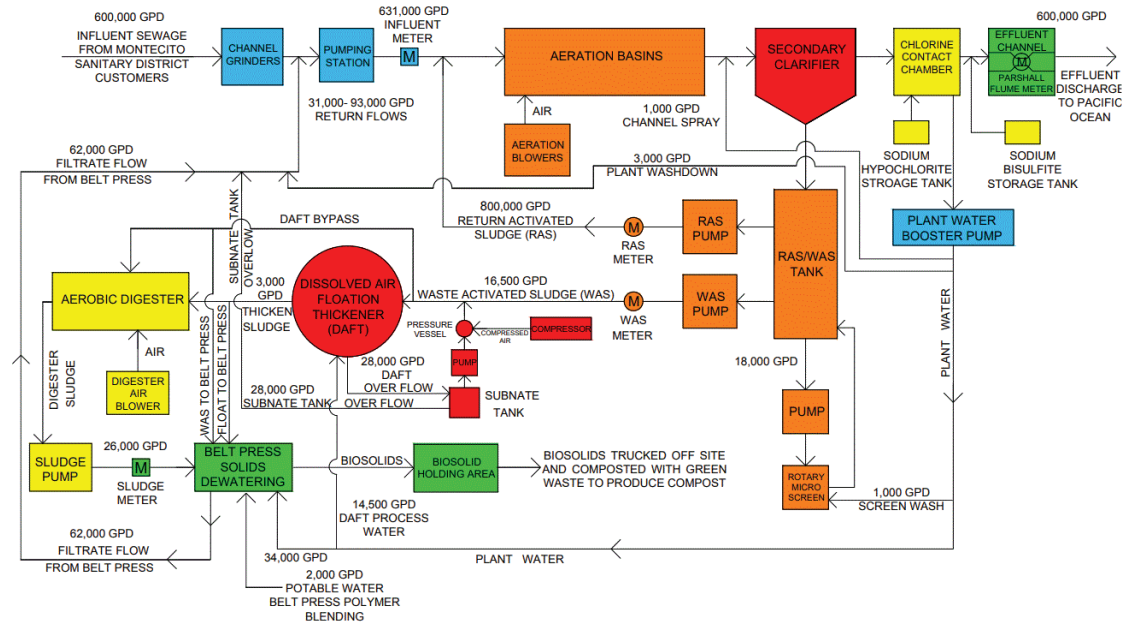 600,000 GPD
INFLUENT SEWAGE
FROM MONTECITO
SANITARY DISTRICT
CUSTOMERS
CHANNEL
GRINDERS
PUMPING
STATION
631,000 GPD
INFLUENT
METER
M
31,000- 93,000 GPD
RETURN FLOWS
AERATION BASINS
AIR
AERATION
BLOWERS
1,000 GPD
CHANNEL SPRAY
SECONDARY
CLARIFIER
CHLORINE
CONTACT
CHAMBER
EFFLUENT
CHANNEL
M
PARSHALL
FLUME METER
600,000 GPD
EFFLUENT
DISCHARGE
TO PACIFIC
OCEAN
SODIUM
HYPOCHLORITE
STROAGE TANK
SODIUM
BISULFITE
STORAGE TANK
62,000 GPD
FILTRATE FLOW
FROM BELT PRESS
3,000 GPD
PLANT WASHDOWN
SUBNATE TANK
OVERLOW
DAFT BYPASS
800,000 GPD
RETURN ACTIVATED
SLUDGE (RAS)
M
RAS
METER
RAS
PUMP
RAS/WAS
TANK
PLANT WATER
BOOSTER PUMP
AEROBIC DIGESTER
3,000
GPD
THICKEN
SLUDGE
DISSOLVED AIR
FLOATION
THICKENER
(DAFT)
16,500 GPD
WASTE ACTIVATED SLUDGE (WAS)
M
WAS
METER
WAS
PUMP
PRESSURE
VESSEL
COMPRESSED
AIR
COMPRESSOR
PUMP
DIGESTER
SLUDGE
AIR
DIGESTER
AIR
BLOWER
WAS TO BELT PRESS
FLOAT TO BELT PRESS
28,000 GPD
DAFT
OVER FLOW
28,000 GPD
SUBNATE TANK OVER FLOW
SUBNATE
TANK
18,000 GPD
PUMP
PLANT WATER
SLUDGE
PUMP
26,000 GPD
M
SLUDGE
METER
BELT PRESS
SOLIDS
DEWATERING
BIOSOLIDS
BIOSOLID
HOLDING AREA
BIOSOLIDS TRUCKED OFF SITE
AND COMPOSTED WITH GREEN
WASTE TO PRODUCE COMPOST
ROTARY
MICRO
SCREEN
1,000 GPD
SCREEN WASH
14,500 GPD
DAFT PROCESS
WATER
62,000 GPD
FILTRATE FLOW
FROM BELT PRESS
34,000 GPD
PLANT WATER
2,000 GPD
POTABLE WATER
BELT PRESS POLYMER
BLENDING